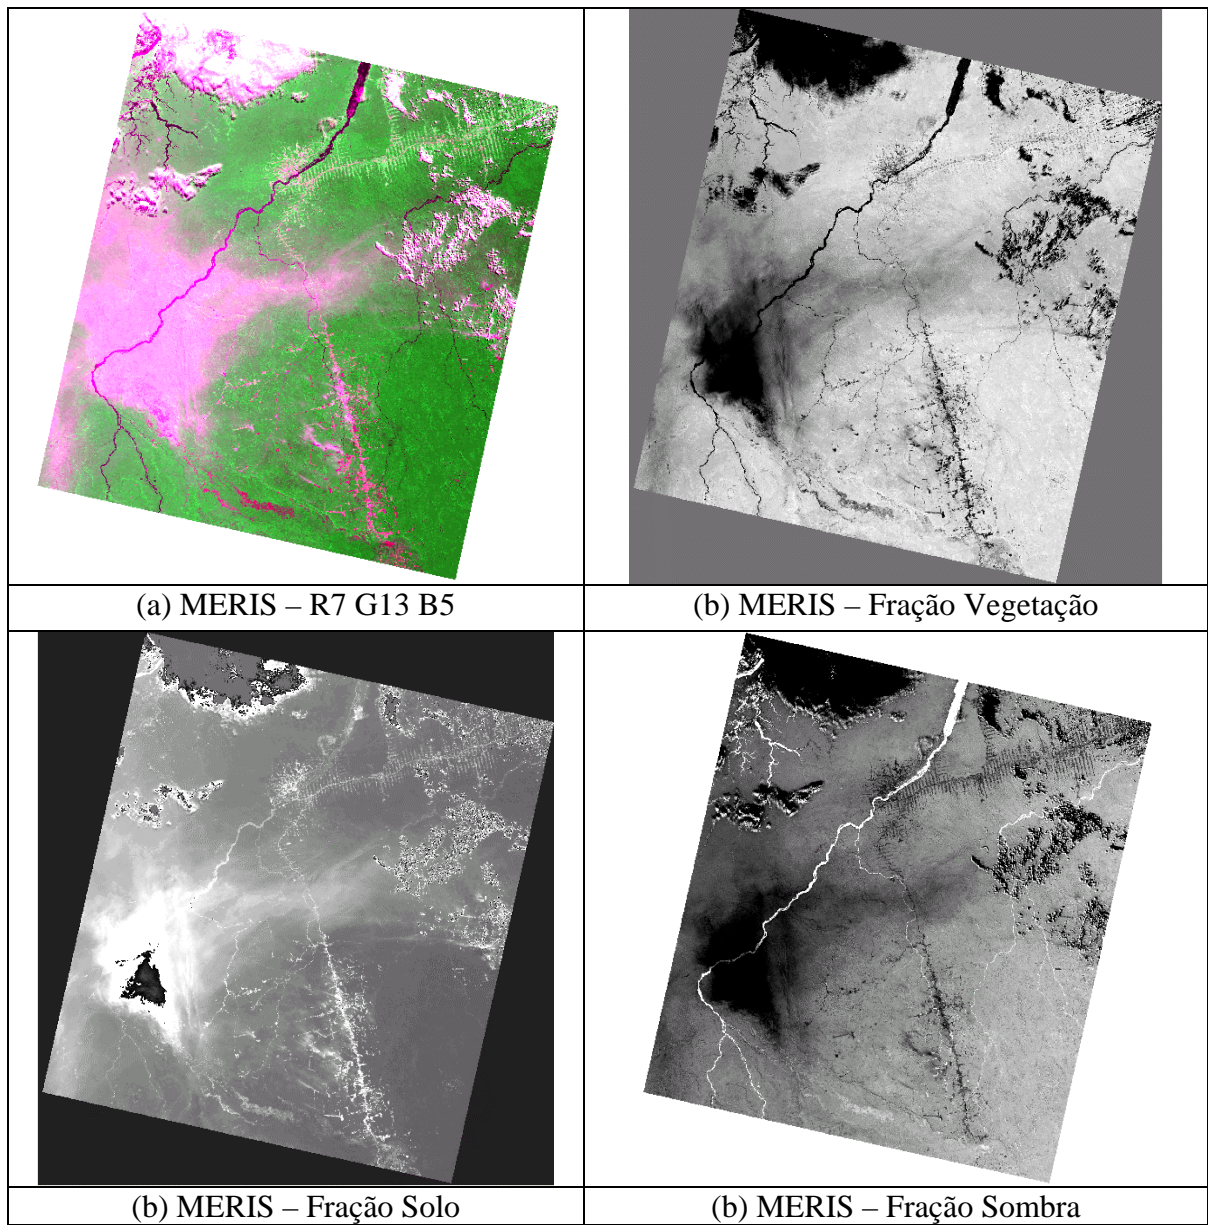 (a) MERIS – R7 G13 B5
(b) MERIS – Fração Vegetação
(b) MERIS – Fração Solo
(b) MERIS – Fração Sombra